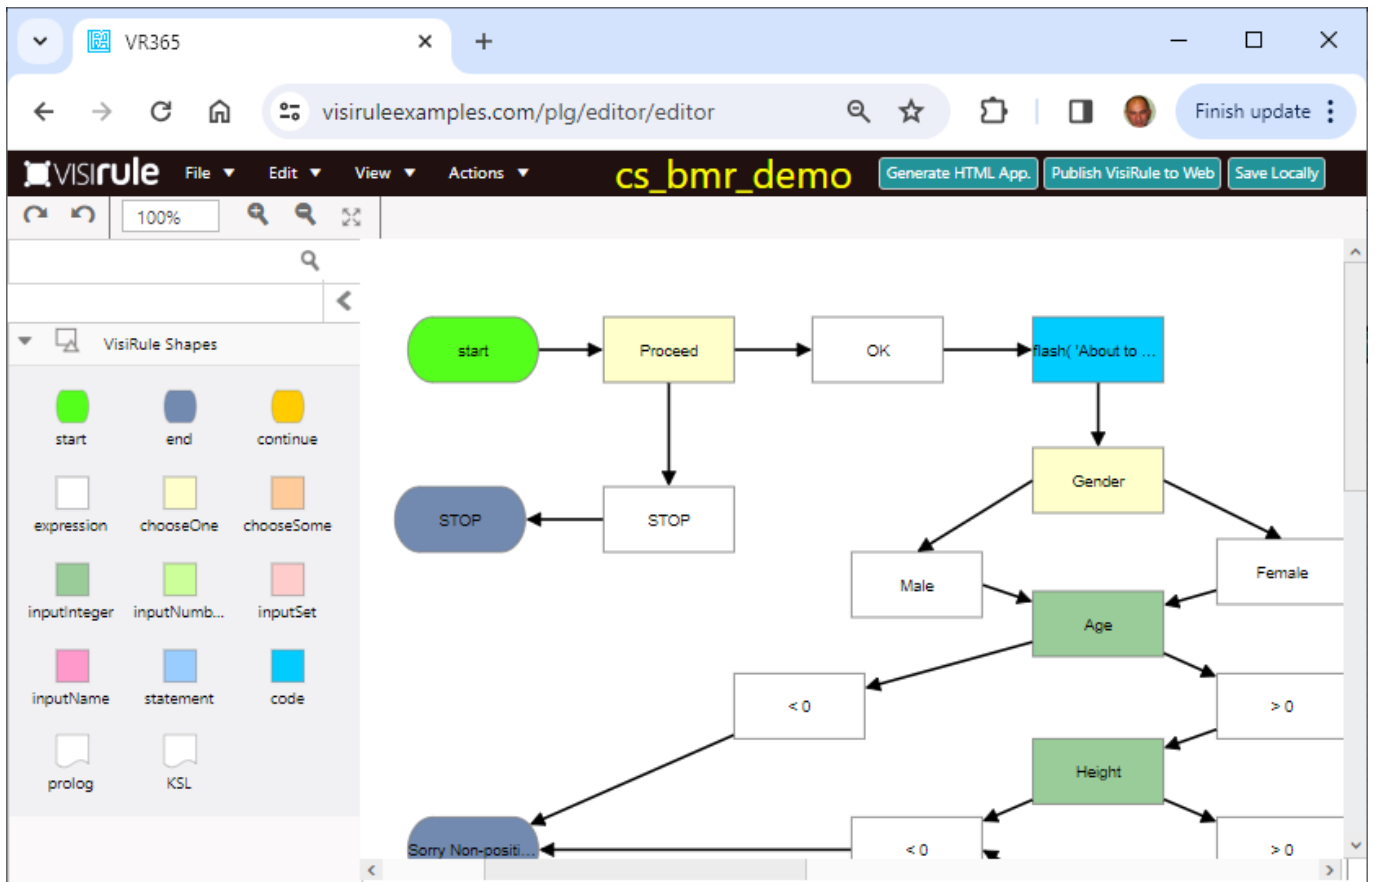 VR365
visiruleexamples.com/plg/editor/editor
Finish update
VISIrule File Edit View Actions cs_bmr_demo Generate HTML App. Publish VisiRule to Web Save Locally
100%
VisiRule Shapes
start end continue
expression chooseOne chooseSome
inputInteger inputNumb... inputSet
inputName statement code
prolog KSL
start Proceed OK flash( 'About to ...
Gender
STOP STOP
Male Female
Age
< 0 > 0
Height
Sorry Non-positi... < 0 > 0